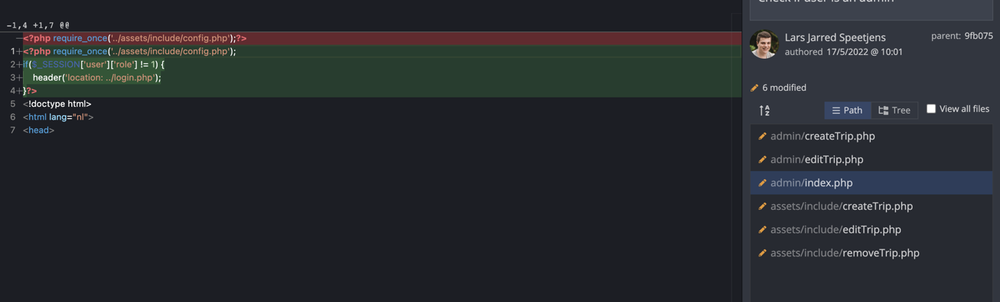 Check if user is an admin
-1,4 +1,7 @@
<?php require_once('../assets/include/config.php');?>
1+<?php require_once('../assets/include/config.php');
2+if($_SESSION['user']['role'] != 1) {
3+header('location: ../login.php');
4+}?>
5 <!doctype html>
6 <html lang="nl">
7 <head>
Lars Jarred Speetjens
authored 17/5/2022 @ 10:01
parent: 9fb075
6 modified
Path
Tree
View all files
admin/createTrip.php
admin/editTrip.php
admin/index.php
assets/include/createTrip.php
assets/include/editTrip.php
assets/include/removeTrip.php